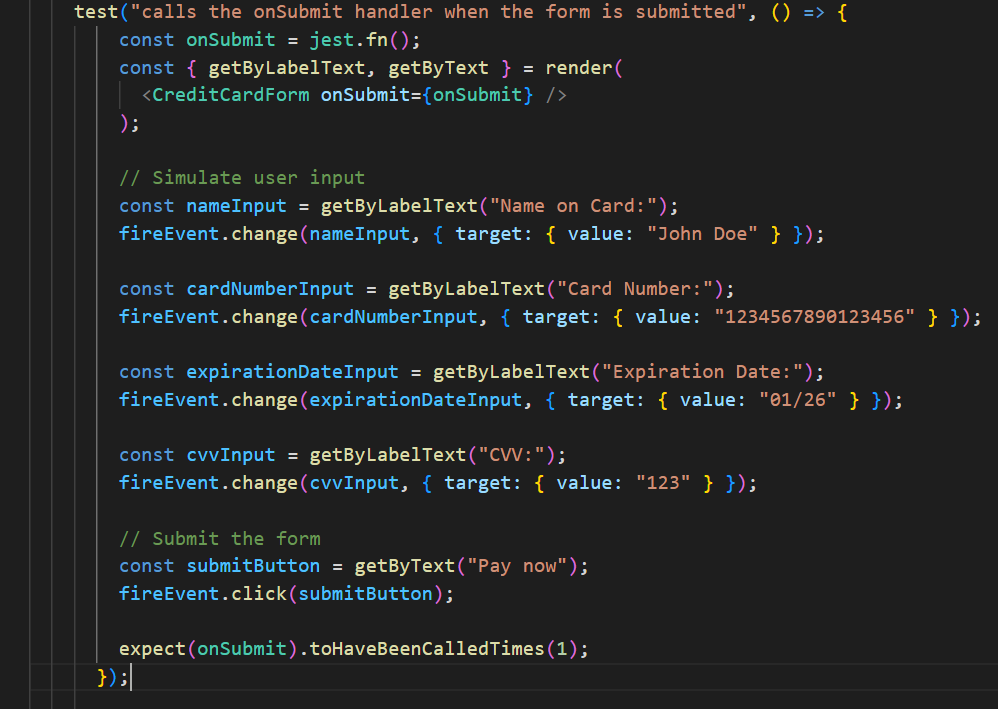 test("calls the onSubmit handler when the form is submitted", () => {
const onSubmit = jest.fn();
const { getByLabelText, getByText } = render(
<CreditCardForm onSubmit={onSubmit} />
);
// Simulate user input
const nameInput = getByLabelText("Name on Card:");
fireEvent.change(nameInput, { target: { value: "John Doe" } });
const cardNumberInput = getByLabelText("Card Number:");
fireEvent.change(cardNumberInput, { target: { value: "1234567890123456" } });
const expirationDateInput = getByLabelText("Expiration Date:");
fireEvent.change(expirationDateInput, { target: { value: "01/26" } });
const cvvInput = getByLabelText("CVV:");
fireEvent.change(cvvInput, { target: { value: "123" } });
// Submit the form
const submitButton = getByText("Pay now");
fireEvent.click(submitButton);
expect(onSubmit).toHaveBeenCalledTimes(1);
});